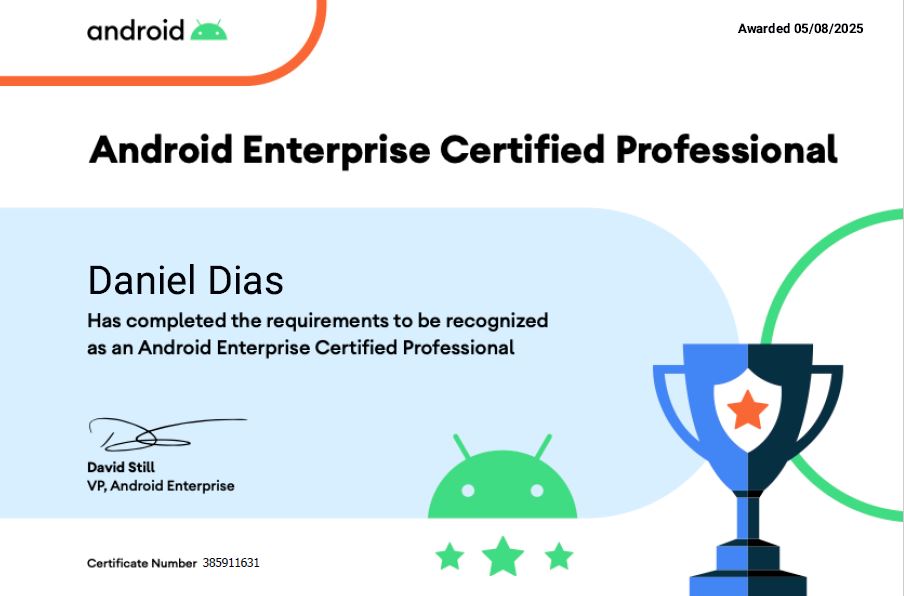 android
Awarded 05/08/2025
Android Enterprise Certified Professional
Daniel Dias
Has completed the requirements to be recognized
as an Android Enterprise Certified Professional
David Still
VP, Android Enterprise
Certificate Number 385911631